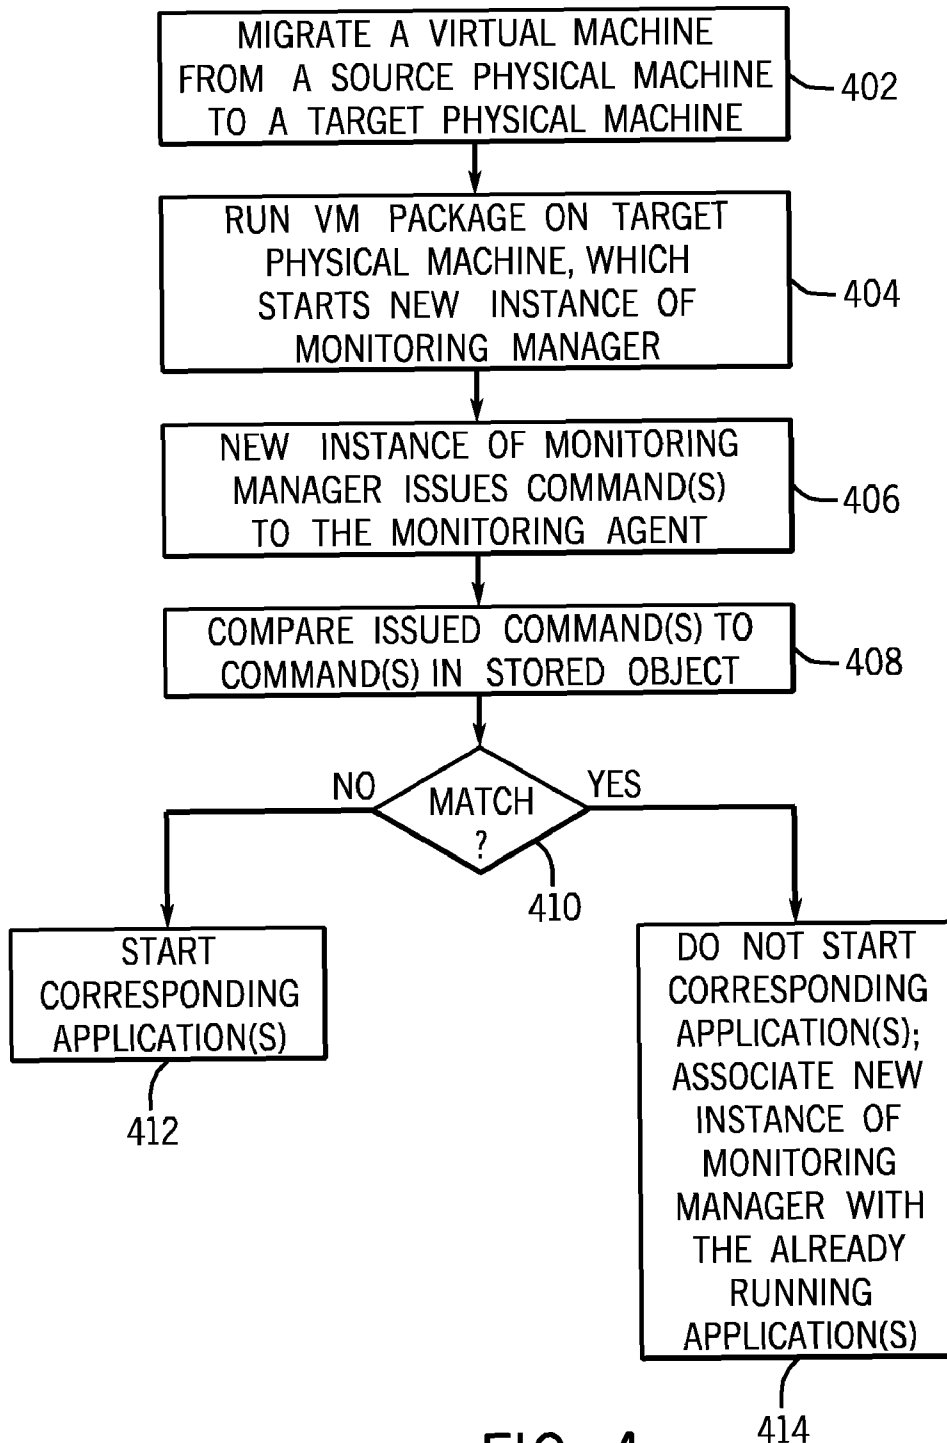 MIGRATE A VIRTUAL MACHINE
FROM A SOURCE PHYSICAL MACHINE
TO A TARGET PHYSICAL MACHINE
402
RUN VM PACKAGE ON TARGET
PHYSICAL MACHINE, WHICH
STARTS NEW INSTANCE OF
MONITORING MANAGER
404
NEW INSTANCE OF MONITORING
MANAGER ISSUES COMMAND(S)
TO THE MONITORING AGENT
406
COMPARE ISSUED COMMAND(S) TO
COMMAND(S) IN STORED OBJECT
408
NO
MATCH
?
YES
410
START
CORRESPONDING
APPLICATION(S)
412
DO NOT START
CORRESPONDING
APPLICATION(S);
ASSOCIATE NEW
INSTANCE OF
MONITORING
MANAGER WITH
THE ALREADY
RUNNING
APPLICATION(S)
414